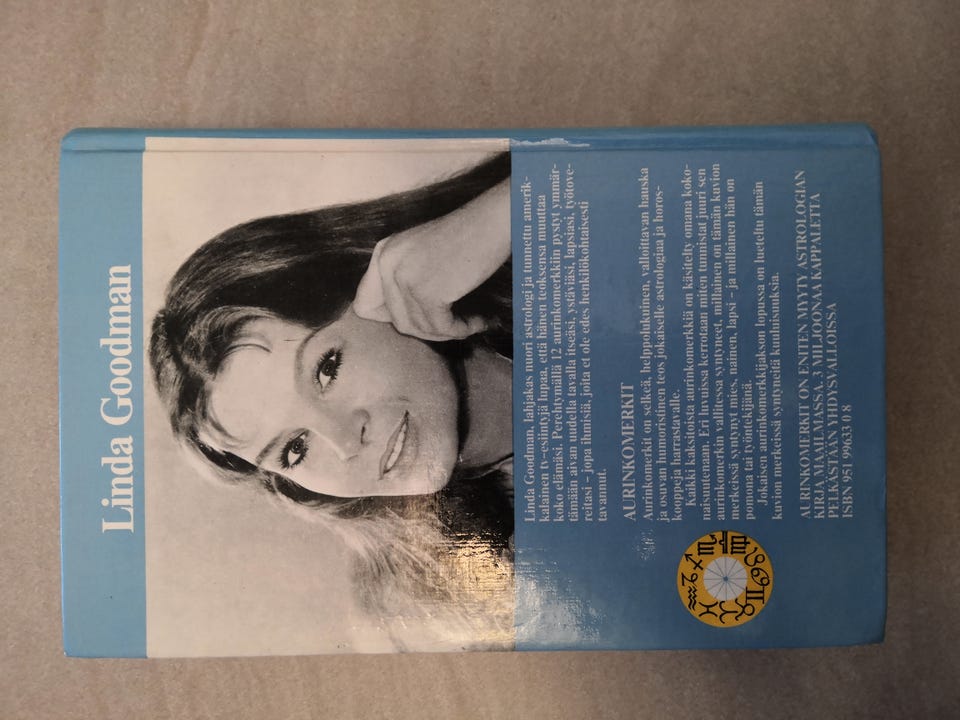 Linda Goodman
Linda Goodman, lahjakas nuori astrologi ja tunnettu amerik-
kalainen tv-esiintyjä lupaa, että hänen teoksensa muuttaa
koko elämäsi. Perehtymällä 12 aurinkomerkkiin pystyt ymmär-
tämään aivan uudella tavalla itseäsi, ystäviäsi, lapsiasi, työtove-
reitasi – jopa ihmisiä, joita et ole edes henkilökohtaisesti
tavannut.
AURINKOMERKIT
Aurinkomerkit on selkeä, helppolukuinen, valloittavan hauska
ja osuvan humoristinen teos jokaiselle astrologiaa ja horos-
kooppeja harrastavalle.
Kaikki kaksitoista aurinkomerkkiä on käsitelty omana koko-
naisuutenaan. Eri luvuissa kerrotaan miten tunnistat juuri sen
aurinkomerkin vallitessa syntyneet, millainen on tämän kuvion
merkeissä syntynyt mies, nainen, lapsi – ja millainen hän on
pomona tai työntekijänä.
Jokaisen aurinkomerkkijakson lopussa on lueteltu tämän
kuvion merkeissä syntyneitä kuuluisuuksia.
AURINKOMERKIT ON ENITEN MYYTY ASTROLOGIAN
KIRJA MAAILMASSA. 3 MILJOONAA KAPPALETTA
PELKÄSTÄÄN YHDYSVALLOISSA
ISBN 951 9963 0 8